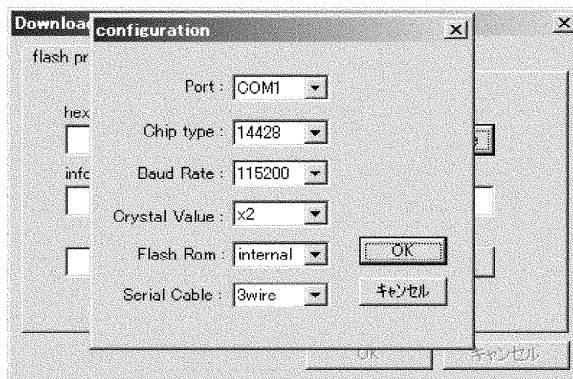 Download
configuration
flash pr
Port : COM1
hex
Chip type : 14428
info
Baud Rate : 115200
Crystal Value : x2
Flash Rom : internal
OK
Serial Cable : 3wire
キャンセル
OK
キャンセル